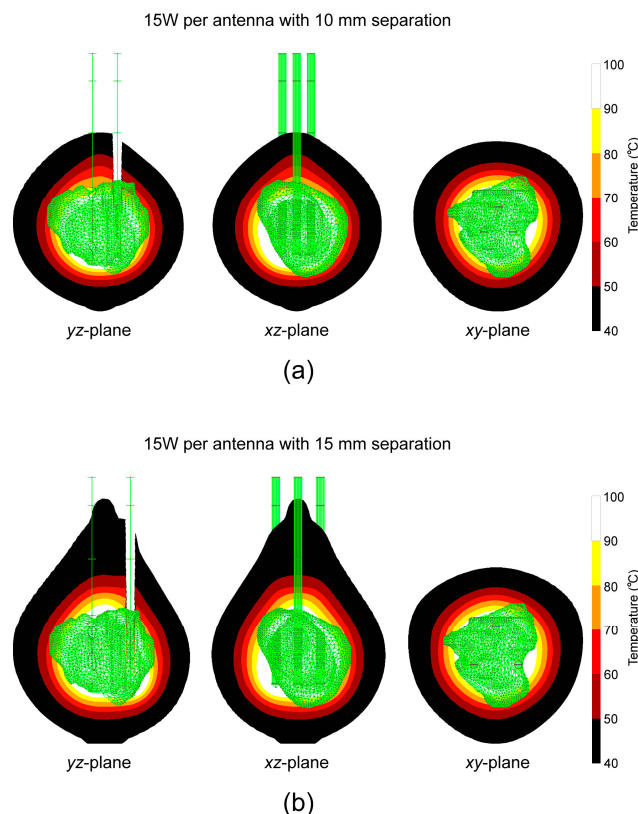 15W per antenna with 10 mm separation
100
90
80
70
60
50
40
Temperature (°C)
yz-plane
xz-plane
xy-plane
(a)
15W per antenna with 15 mm separation
100
90
80
70
60
50
40
Temperature (°C)
yz-plane
xz-plane
xy-plane
(b)